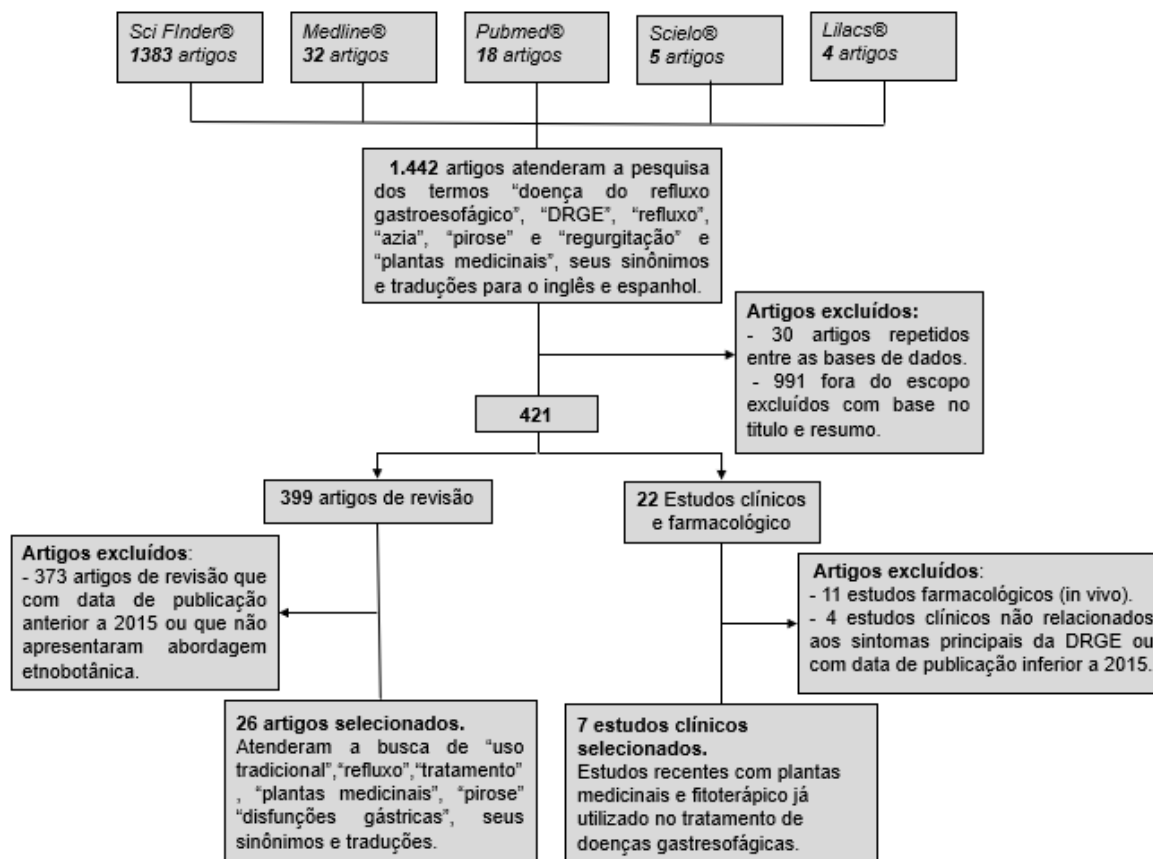 Sci FInder®
1383 artigos
Medline®
32 artigos
Pubmed®
18 artigos
Scielo®
5 artigos
Lilacs®
4 artigos
1.442 artigos atenderam a pesquisa
dos termos “doença do refluxo
gastroesofágico”, “DRGE”, “refluxo”,
“azia”, “pirose” e “regurgitação” e
“plantas medicinais”, seus sinônimos
e traduções para o inglês e espanhol.
Artigos excluídos:
- 30 artigos repetidos
entre as bases de dados.
- 991 fora do escopo
excluídos com base no
titulo e resumo.
421
399 artigos de revisão
22 Estudos clínicos
e farmacológico
Artigos excluídos:
- 373 artigos de revisão que
com data de publicação
anterior a 2015 ou que não
apresentaram abordagem
etnobotânica.
Artigos excluídos:
- 11 estudos farmacológicos (in vivo).
- 4 estudos clínicos não relacionados
aos sintomas principais da DRGE ou
com data de publicação inferior a 2015.
26 artigos selecionados.
Atenderam a busca de “uso
tradicional”,“refluxo”,“tratamento”
, “plantas medicinais”, “pirose”
“disfunções gástricas”, seus
sinônimos e traduções.
7 estudos clínicos
selecionados.
Estudos recentes com plantas
medicinais e fitoterápico já
utilizado no tratamento de
doenças gastresofágicas.